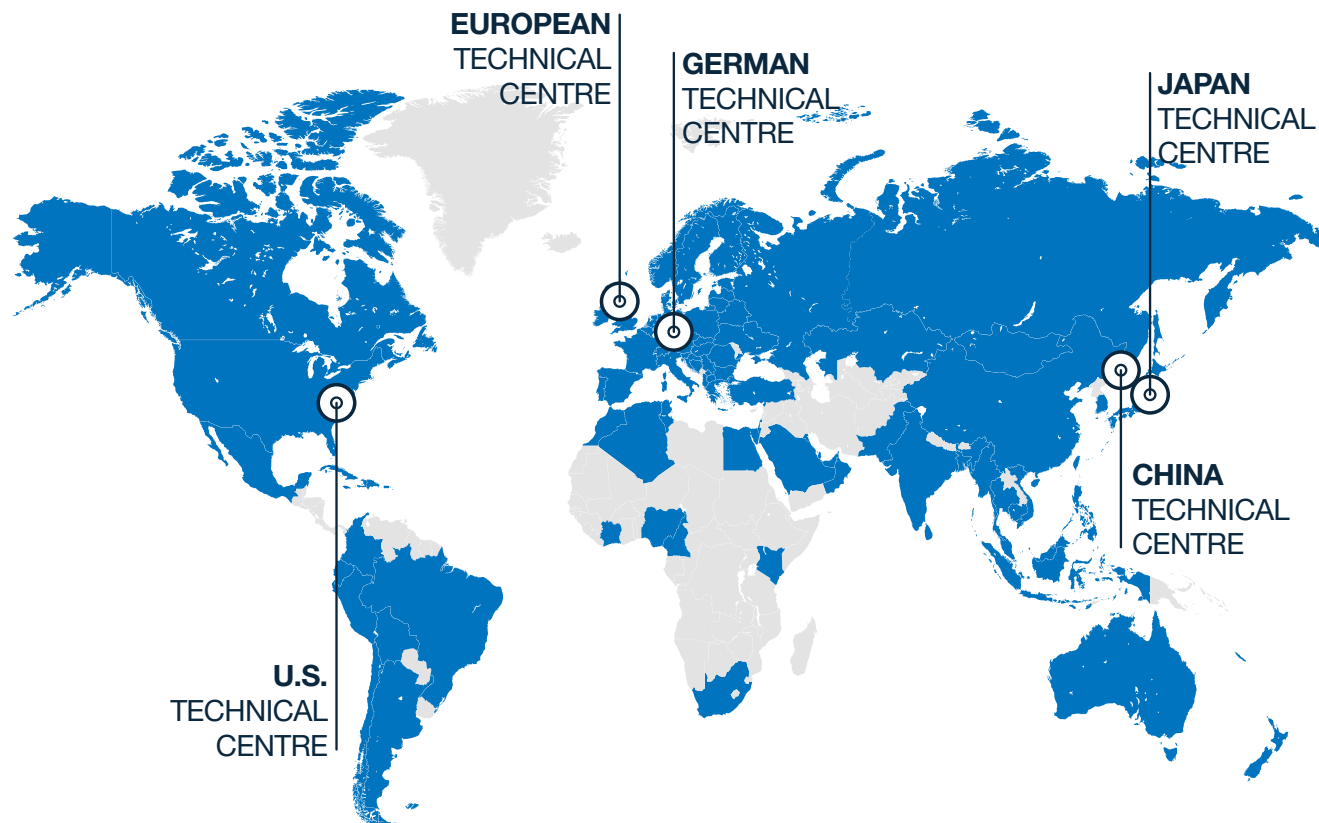 EUROPEAN
TECHNICAL
CENTRE
GERMAN
TECHNICAL
CENTRE
JAPAN
TECHNICAL
CENTRE
CHINA
TECHNICAL
CENTRE
U.S.
TECHNICAL
CENTRE